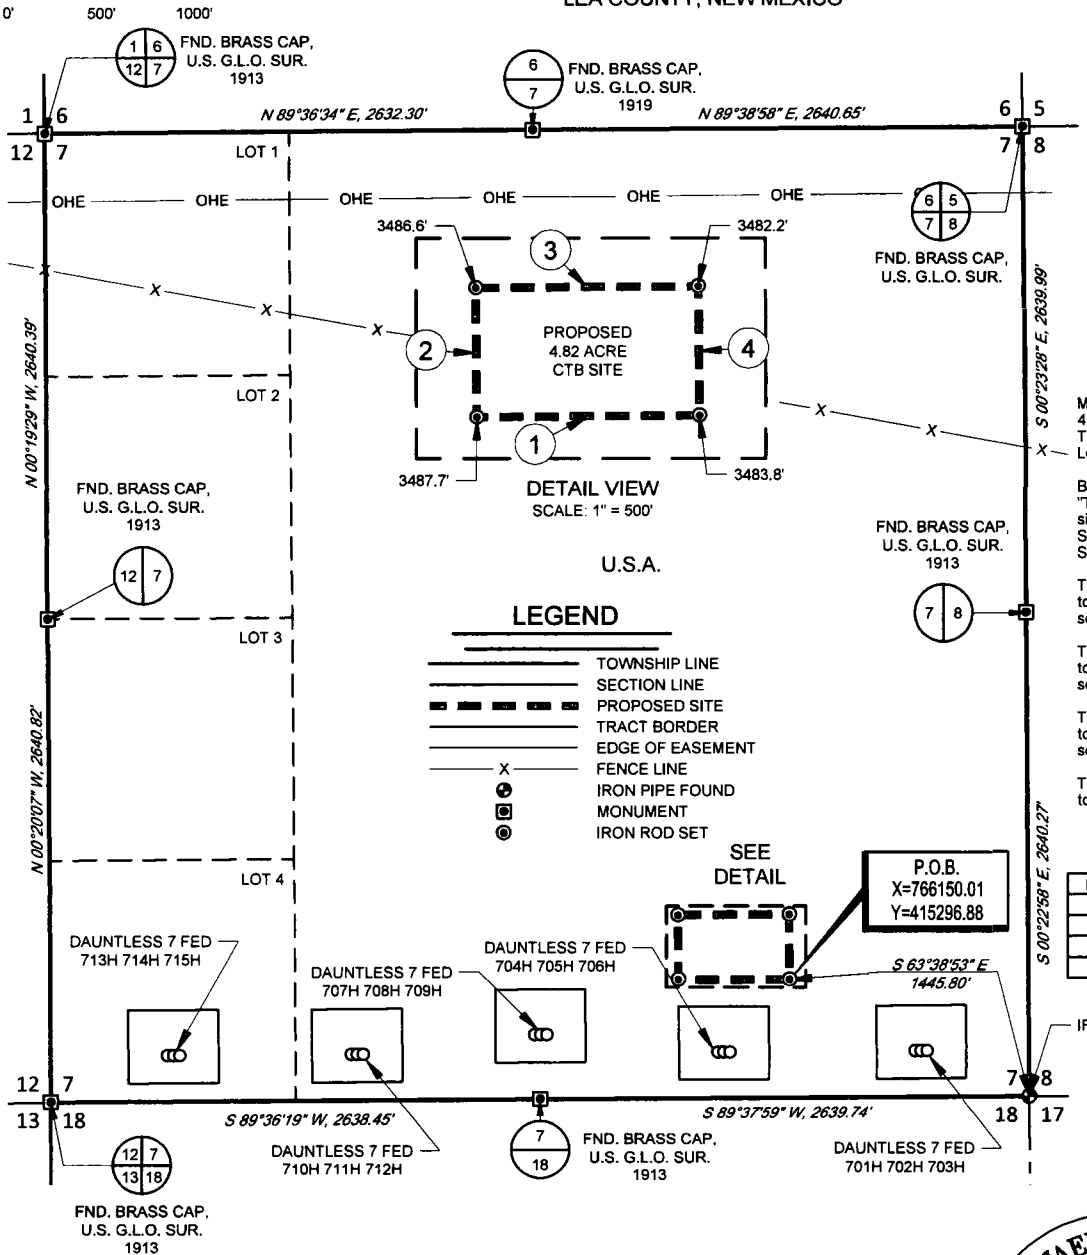 LEA COUNTY, NEW MEXICO
0' 500' 1000'
1 6
12 7
FND. BRASS CAP,
U.S. G.L.O. SUR.
1913
6
7
FND. BRASS CAP,
U.S. G.L.O. SUR.
1919
N 89°36'34" E, 2632.30'
N 89°38'58" E, 2640.65'
1 6
12 7
6 5
7 8
LOT 1
OHE OHE OHE OHE OHE
6 5
7 8
FND. BRASS CAP,
U.S. G.L.O. SUR.
3486.6'
3482.2'
3
X X X X
PROPOSED
4.82 ACRE
CTB SITE
2
4
1
3487.7'
3483.8'
X X X
DETAIL VIEW
SCALE: 1" = 500'
N 00°19'29" W, 2640.39'
S 00°23'28" E, 2639.99'
LOT 2
FND. BRASS CAP,
U.S. G.L.O. SUR.
1913
12 7
FND. BRASS CAP,
U.S. G.L.O. SUR.
1913
7 8
U.S.A.
LOT 3
LEGEND
TOWNSHIP LINE
SECTION LINE
PROPOSED SITE
TRACT BORDER
EDGE OF EASEMENT
X FENCE LINE
IRON PIPE FOUND
MONUMENT
IRON ROD SET
N 00°20'07" W, 2640.82'
S 00°22'58" E, 2640.27'
LOT 4
SEE
DETAIL
P.O.B.
X=766150.01
Y=415296.88
S 63°38'53" E
1445.80'
DAUNTLESS 7 FED
713H 714H 715H
DAUNTLESS 7 FED
707H 708H 709H
DAUNTLESS 7 FED
704H 705H 706H
12 7
13 18
7 8
18 17
S 89°36'19" W, 2638.45'
S 89°37'59" W, 2639.74'
DAUNTLESS 7 FED
710H 711H 712H
7
18
FND. BRASS CAP,
U.S. G.L.O. SUR.
1913
DAUNTLESS 7 FED
701H 702H 703H
12 7
13 18
FND. BRASS CAP,
U.S. G.L.O. SUR.
1913